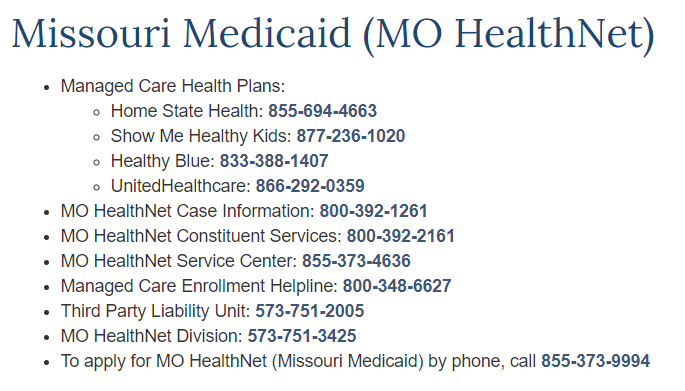 Missouri Medicaid (MO HealthNet)
• Managed Care Health Plans:
◦ Home State Health: 855-694-4663
◦ Show Me Healthy Kids: 877-236-1020
◦ Healthy Blue: 833-388-1407
◦ UnitedHealthcare: 866-292-0359
• MO HealthNet Case Information: 800-392-1261
• MO HealthNet Constituent Services: 800-392-2161
• MO HealthNet Service Center: 855-373-4636
• Managed Care Enrollment Helpline: 800-348-6627
• Third Party Liability Unit: 573-751-2005
• MO HealthNet Division: 573-751-3425
• To apply for MO HealthNet (Missouri Medicaid) by phone, call 855-373-9994